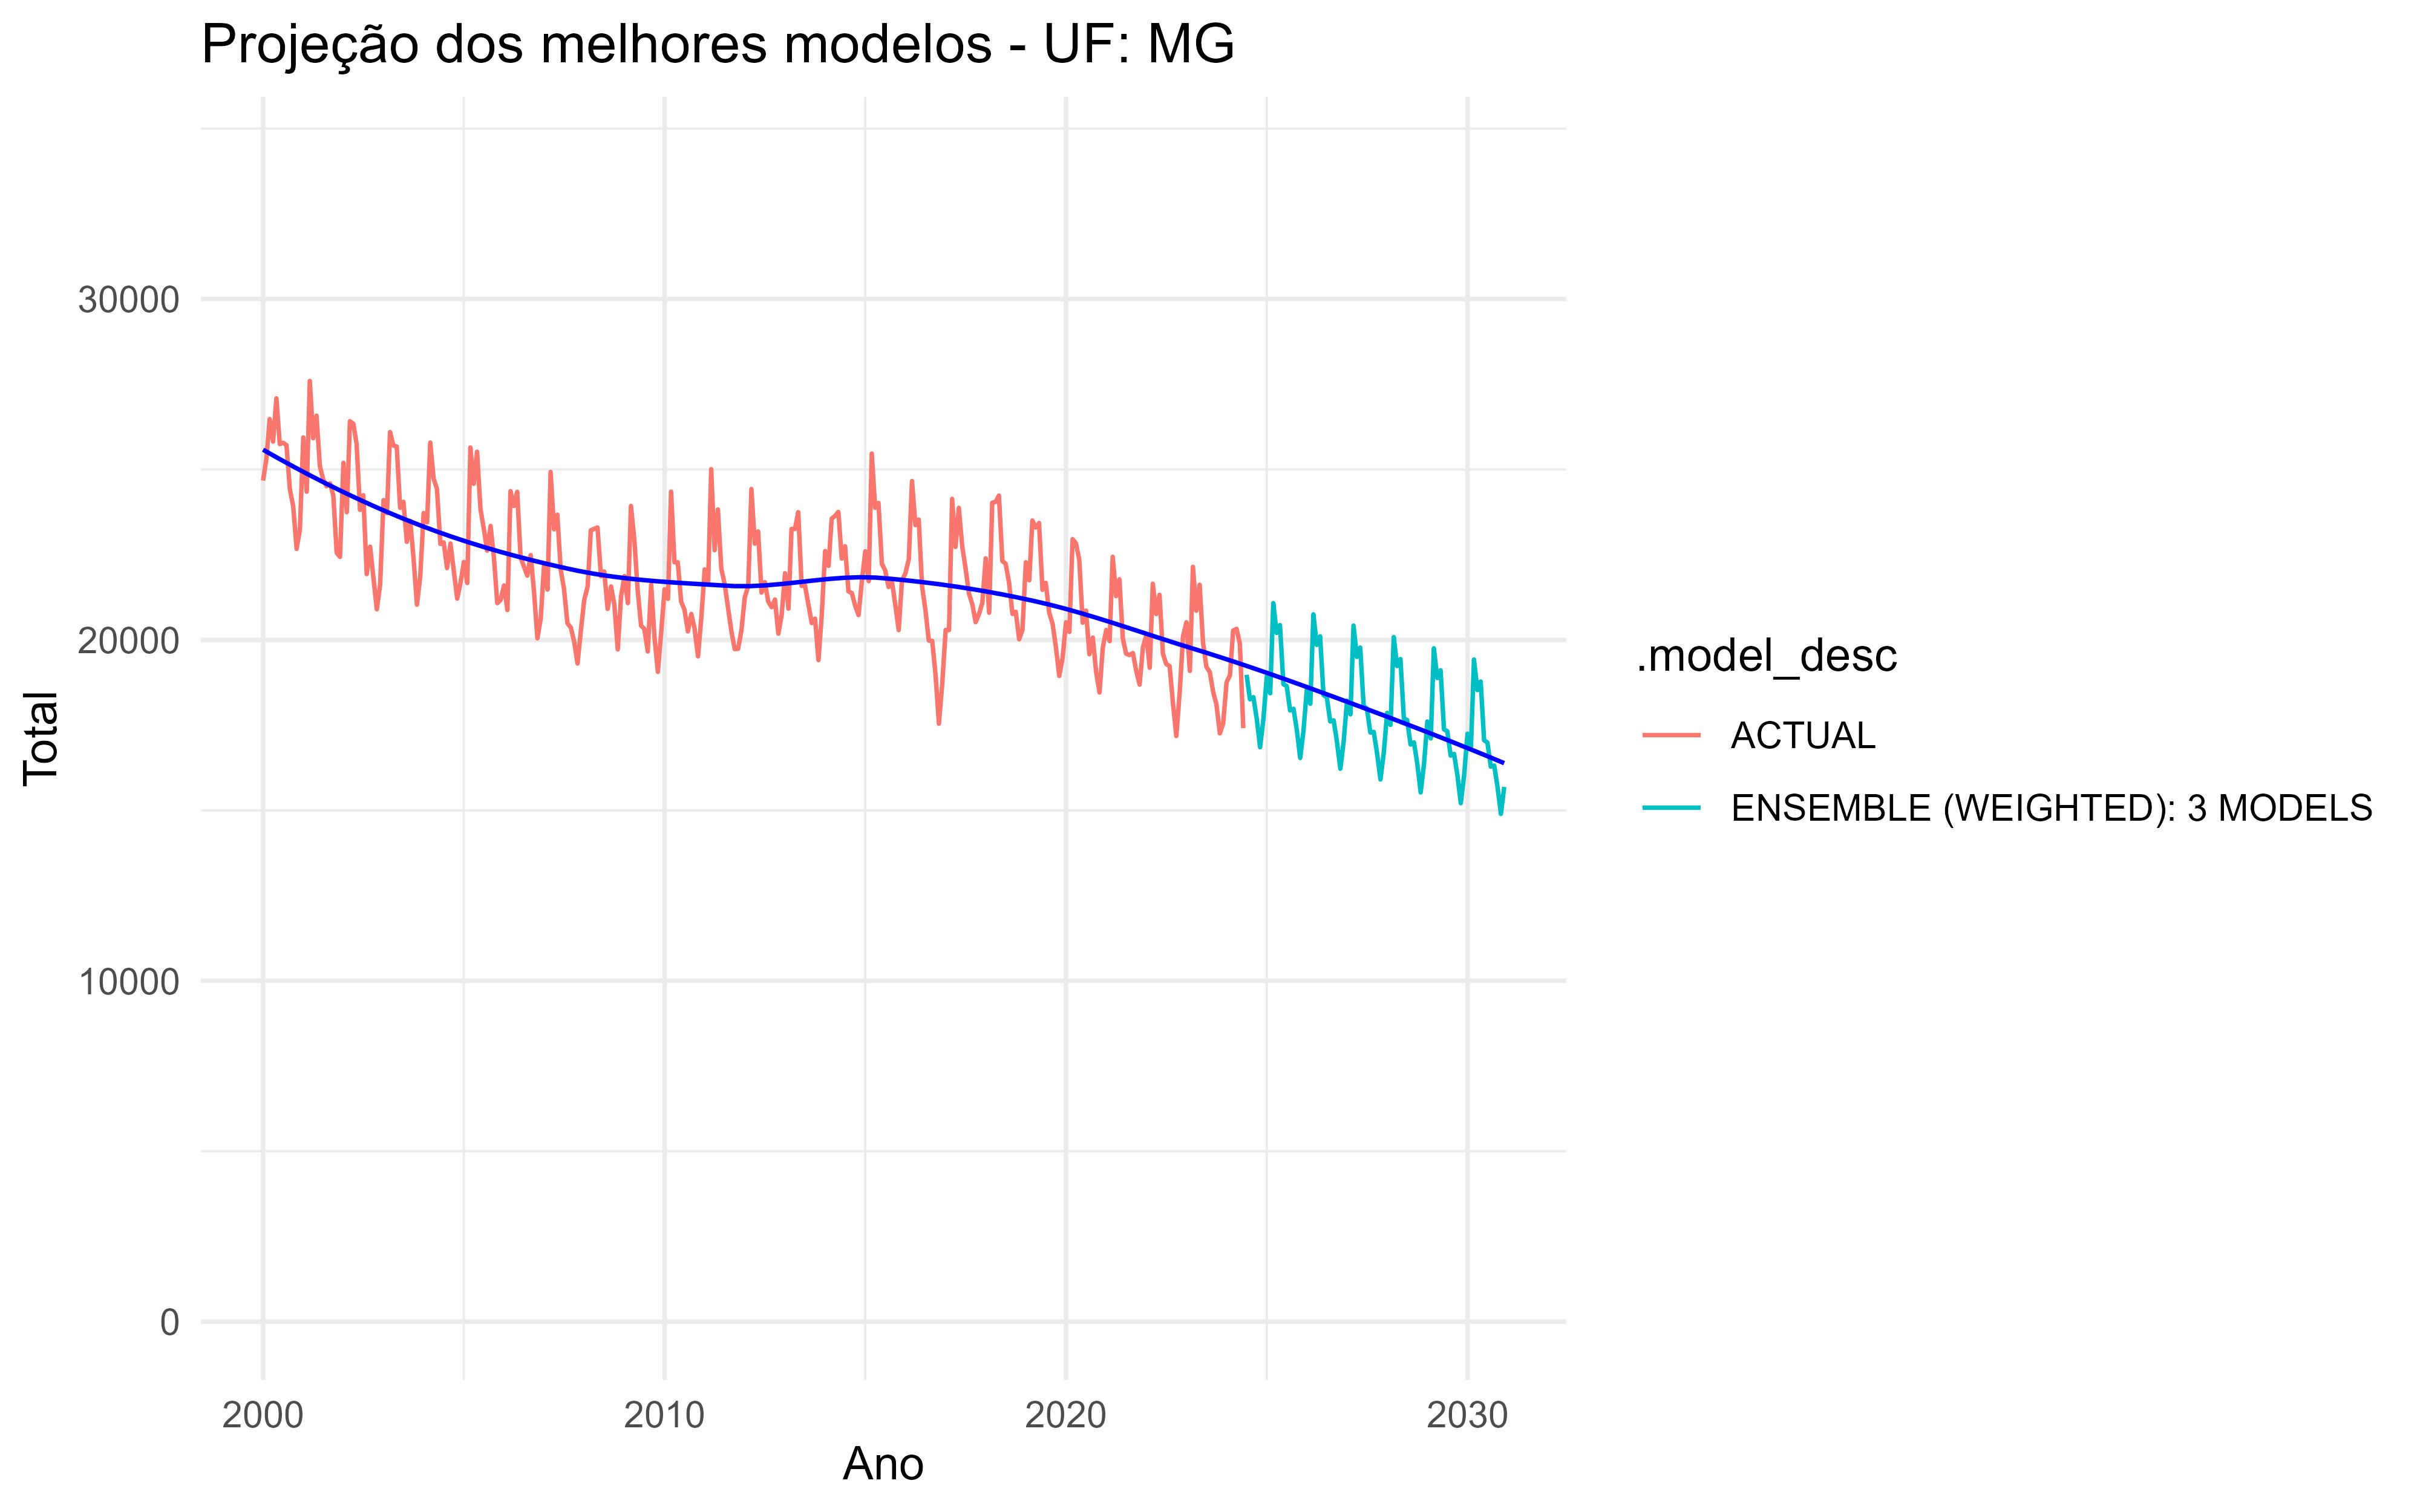 Projeção dos melhores modelos - UF: MG
Total
30000
20000
10000
0
2000
2010
2020
2030
Ano
.model_desc
ACTUAL
ENSEMBLE (WEIGHTED): 3 MODELS